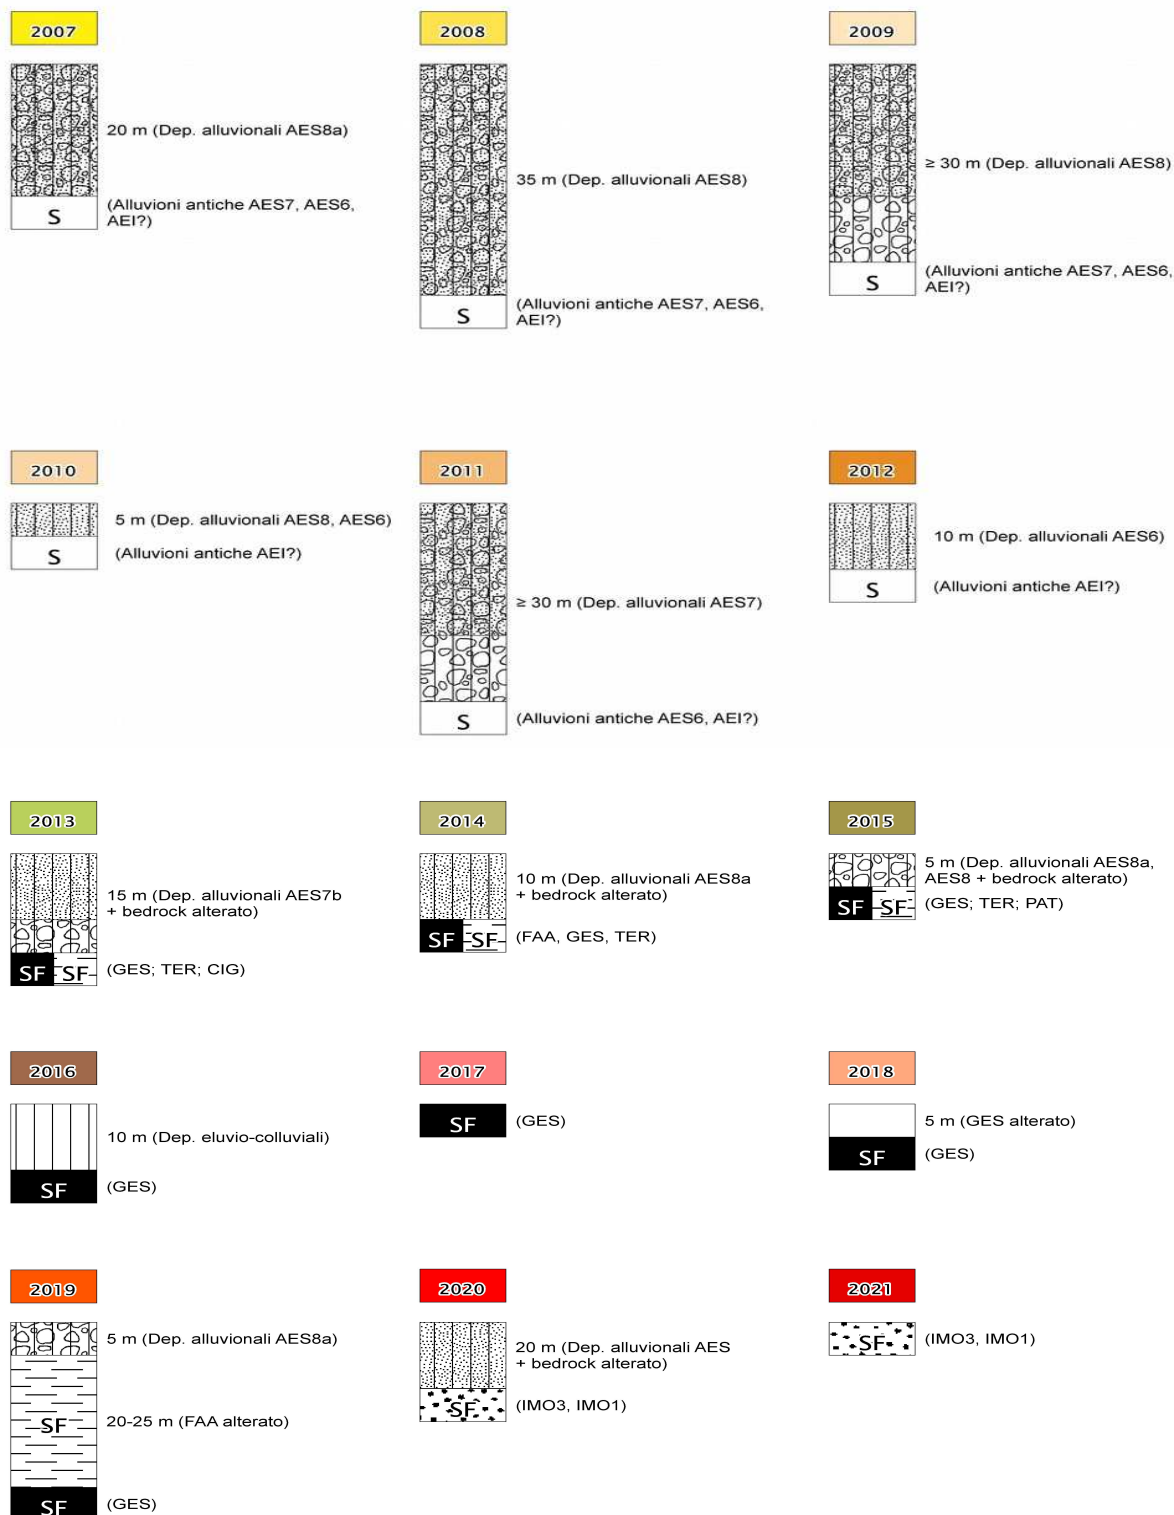 2007
2008
2009
20 m (Dep. alluvionali AES8a)
S
(Alluvioni antiche AES7, AES6,
AEI?)
35 m (Dep. alluvionali AES8)
S
(Alluvioni antiche AES7, AES6,
AEI?)
≥ 30 m (Dep. alluvionali AES8)
S
(Alluvioni antiche AES7, AES6,
AEI?)
2010
2011
2012
5 m (Dep. alluvionali AES8, AES6)
S
(Alluvioni antiche AEI?)
≥ 30 m (Dep. alluvionali AES7)
S
(Alluvioni antiche AES6, AEI?)
10 m (Dep. alluvionali AES6)
S
(Alluvioni antiche AEI?)
2013
2014
2015
15 m (Dep. alluvionali AES7b
+ bedrock alterato)
SF SF
(GES; TER; CIG)
10 m (Dep. alluvionali AES8a
+ bedrock alterato)
SF SF
(FAA, GES, TER)
5 m (Dep. alluvionali AES8a,
AES8 + bedrock alterato)
SF SF
(GES; TER; PAT)
2016
2017
2018
10 m (Dep. eluvio-colluviali)
SF
(GES)
SF
(GES)
5 m (GES alterato)
SF
(GES)
2019
2020
2021
5 m (Dep. alluvionali AES8a)
SF
20-25 m (FAA alterato)
SF
(GES)
20 m (Dep. alluvionali AES
+ bedrock alterato)
SF
(IMO3, IMO1)
SF
(IMO3, IMO1)